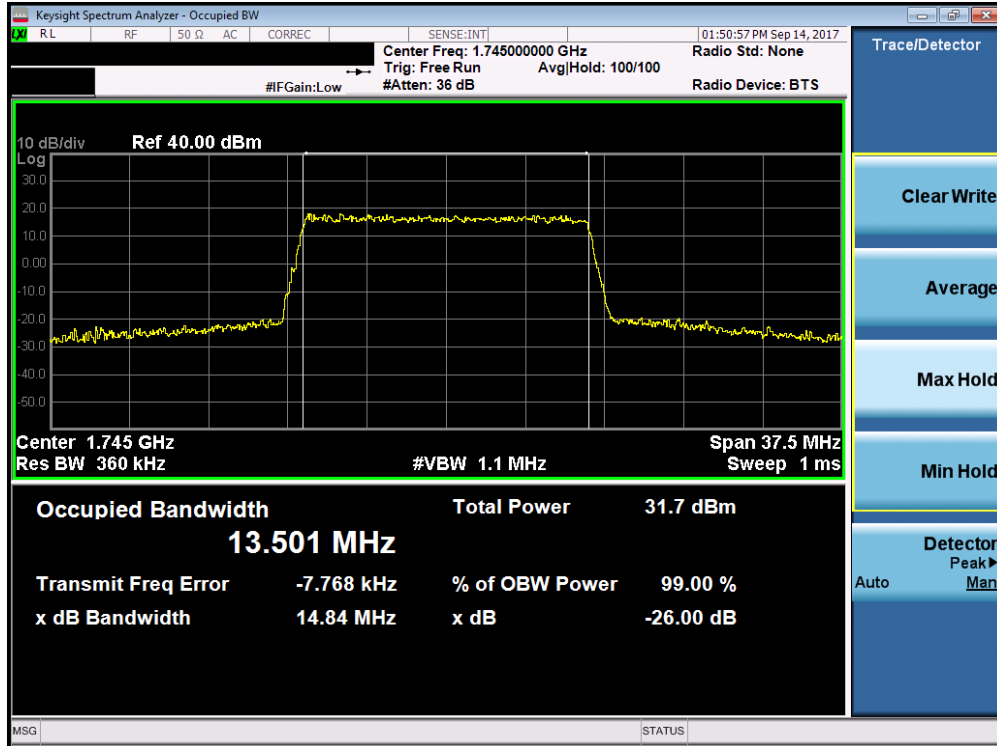 Keysight Spectrum Analyzer - Occupied BW
LXI RL RF 50 Ω AC CORREC SENSE:INT 01:50:57 PM Sep 14, 2017
Center Freq: 1.745000000 GHz Radio Std: None
Trig: Free Run Avg|Hold: 100/100
#IFGain:Low #Atten: 36 dB Radio Device: BTS
10 dB/div Ref 40.00 dBm
Log
30.0
20.0
10.0
0.00
-10.0
-20.0
-30.0
-40.0
-50.0
Center 1.745 GHz Span 37.5 MHz
Res BW 360 kHz #VBW 1.1 MHz Sweep 1 ms
Occupied Bandwidth Total Power 31.7 dBm
13.501 MHz
Transmit Freq Error -7.768 kHz % of OBW Power 99.00 %
x dB Bandwidth 14.84 MHz x dB -26.00 dB
MSG STATUS
Trace/Detector
Clear Write
Average
Max Hold
Min Hold
Detector
Peak▶
Auto Man